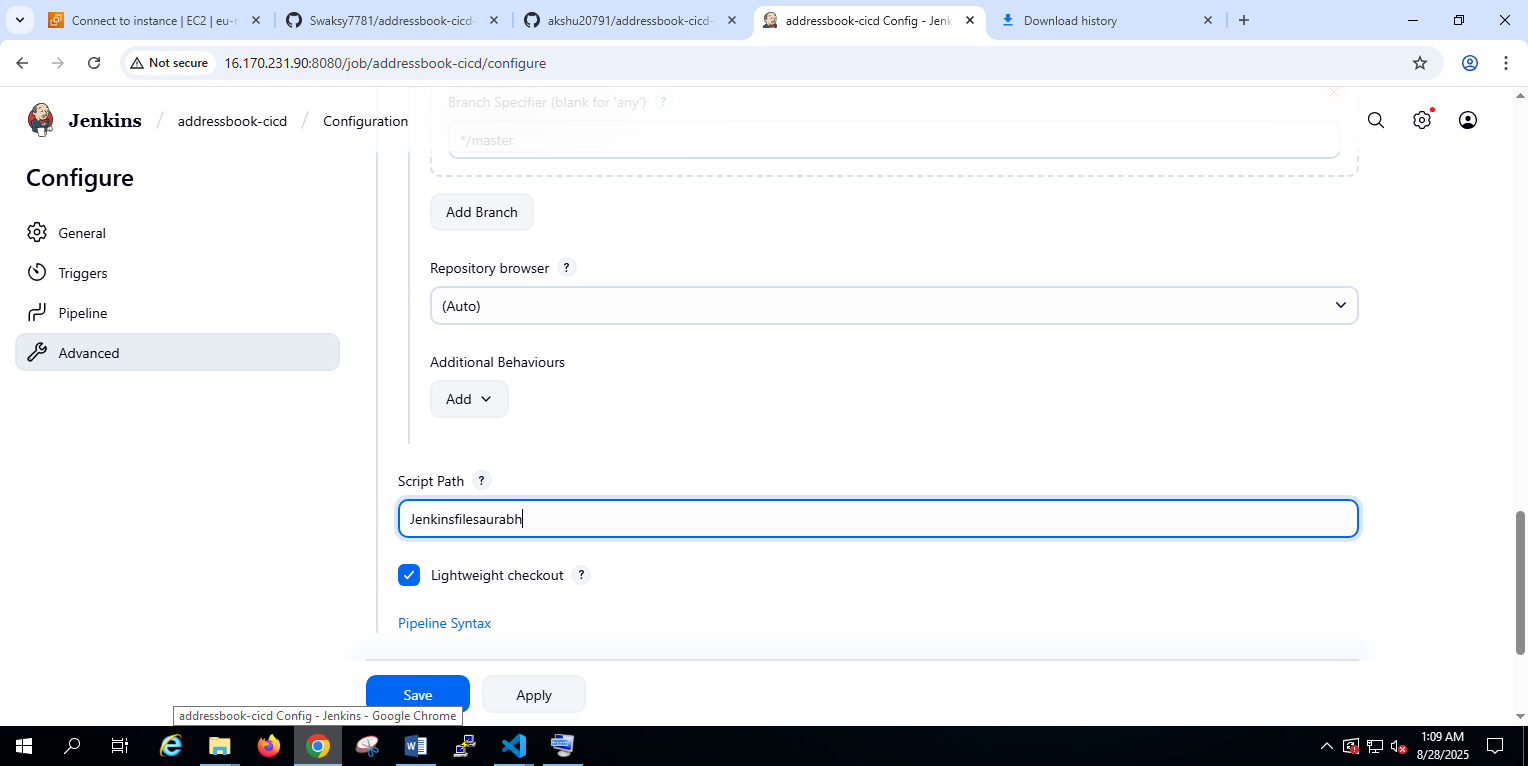 Connect to instance | EC2 | eu-n
Swaksy7781/addressbook-cicd-
akshu20791/addressbook-cicd-
addressbook-cicd Config - Jenk
Download history
Not secure
16.170.231.90:8080/job/addressbook-cicd/configure
Branch Specifier (blank for 'any') ?
Jenkins / addressbook-cicd / Configuration
*/master
Configure
General
Triggers
Pipeline
Advanced
Add Branch
Repository browser ?
(Auto)
Additional Behaviours
Add
Script Path ?
Jenkinsfilesaurabh
Lightweight checkout ?
Pipeline Syntax
Save
Apply
addressbook-cicd Config - Jenkins - Google Chrome
1:09 AM
8/28/2025